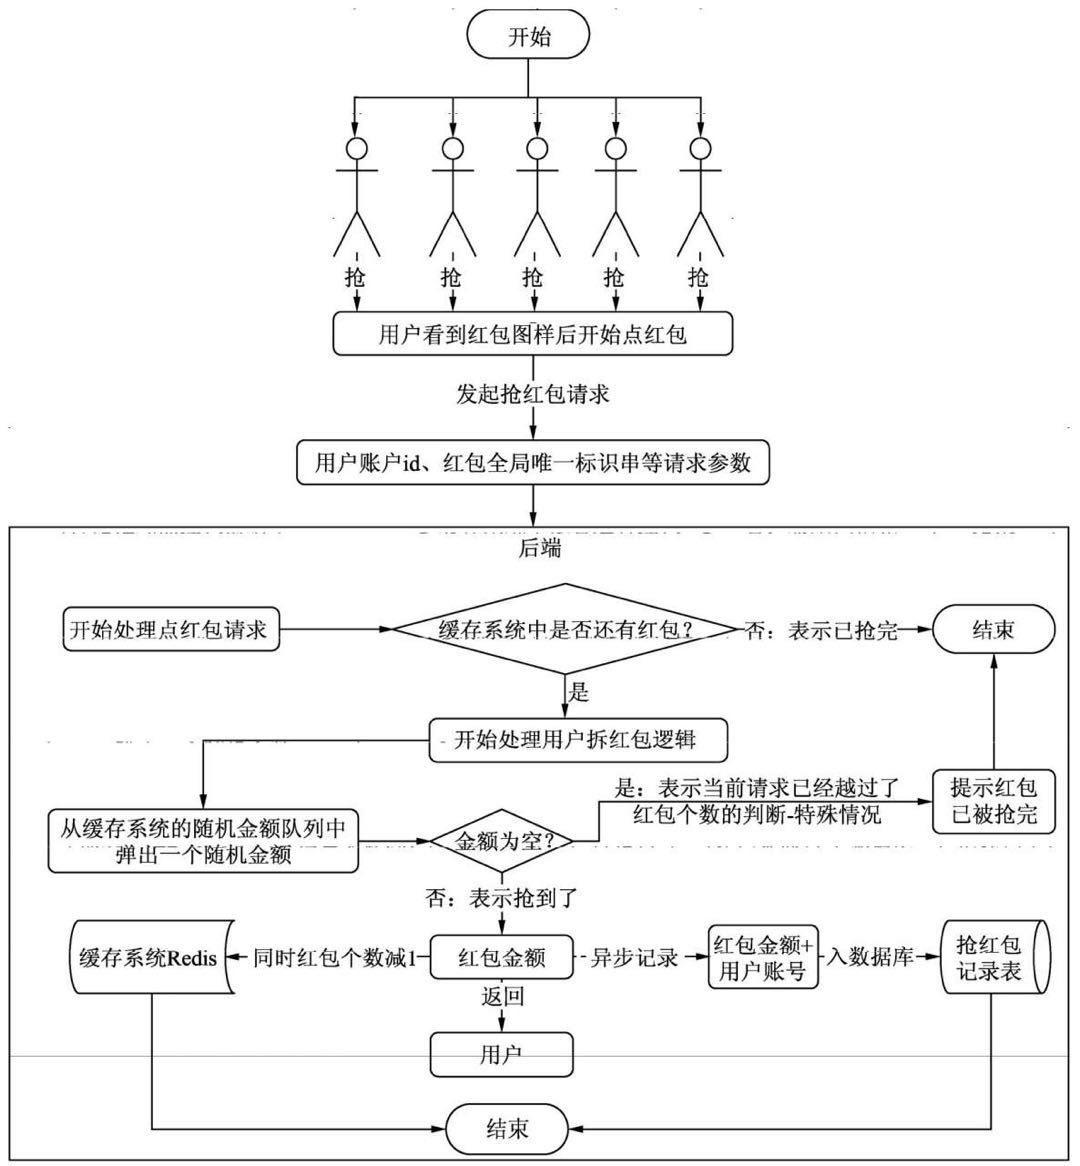 开始
抢
抢
抢
抢
抢
用户看到红包图样后开始点红包
发起抢红包请求
用户账户id、红包全局唯一标识串等请求参数
后端
开始处理点红包请求
缓存系统中是否还有红包?
否：表示已抢完
结束
是
开始处理用户拆红包逻辑
从缓存系统的随机金额队列中
弹出一个随机金额
金额为空?
是：表示当前请求已经越过了
红包个数的判断-特殊情况
提示红包
已被抢完
否：表示抢到了
缓存系统Redis
同时红包个数减1
红包金额
异步记录
红包金额+
用户账号
入数据库
抢红包
记录表
返回
用户
结束